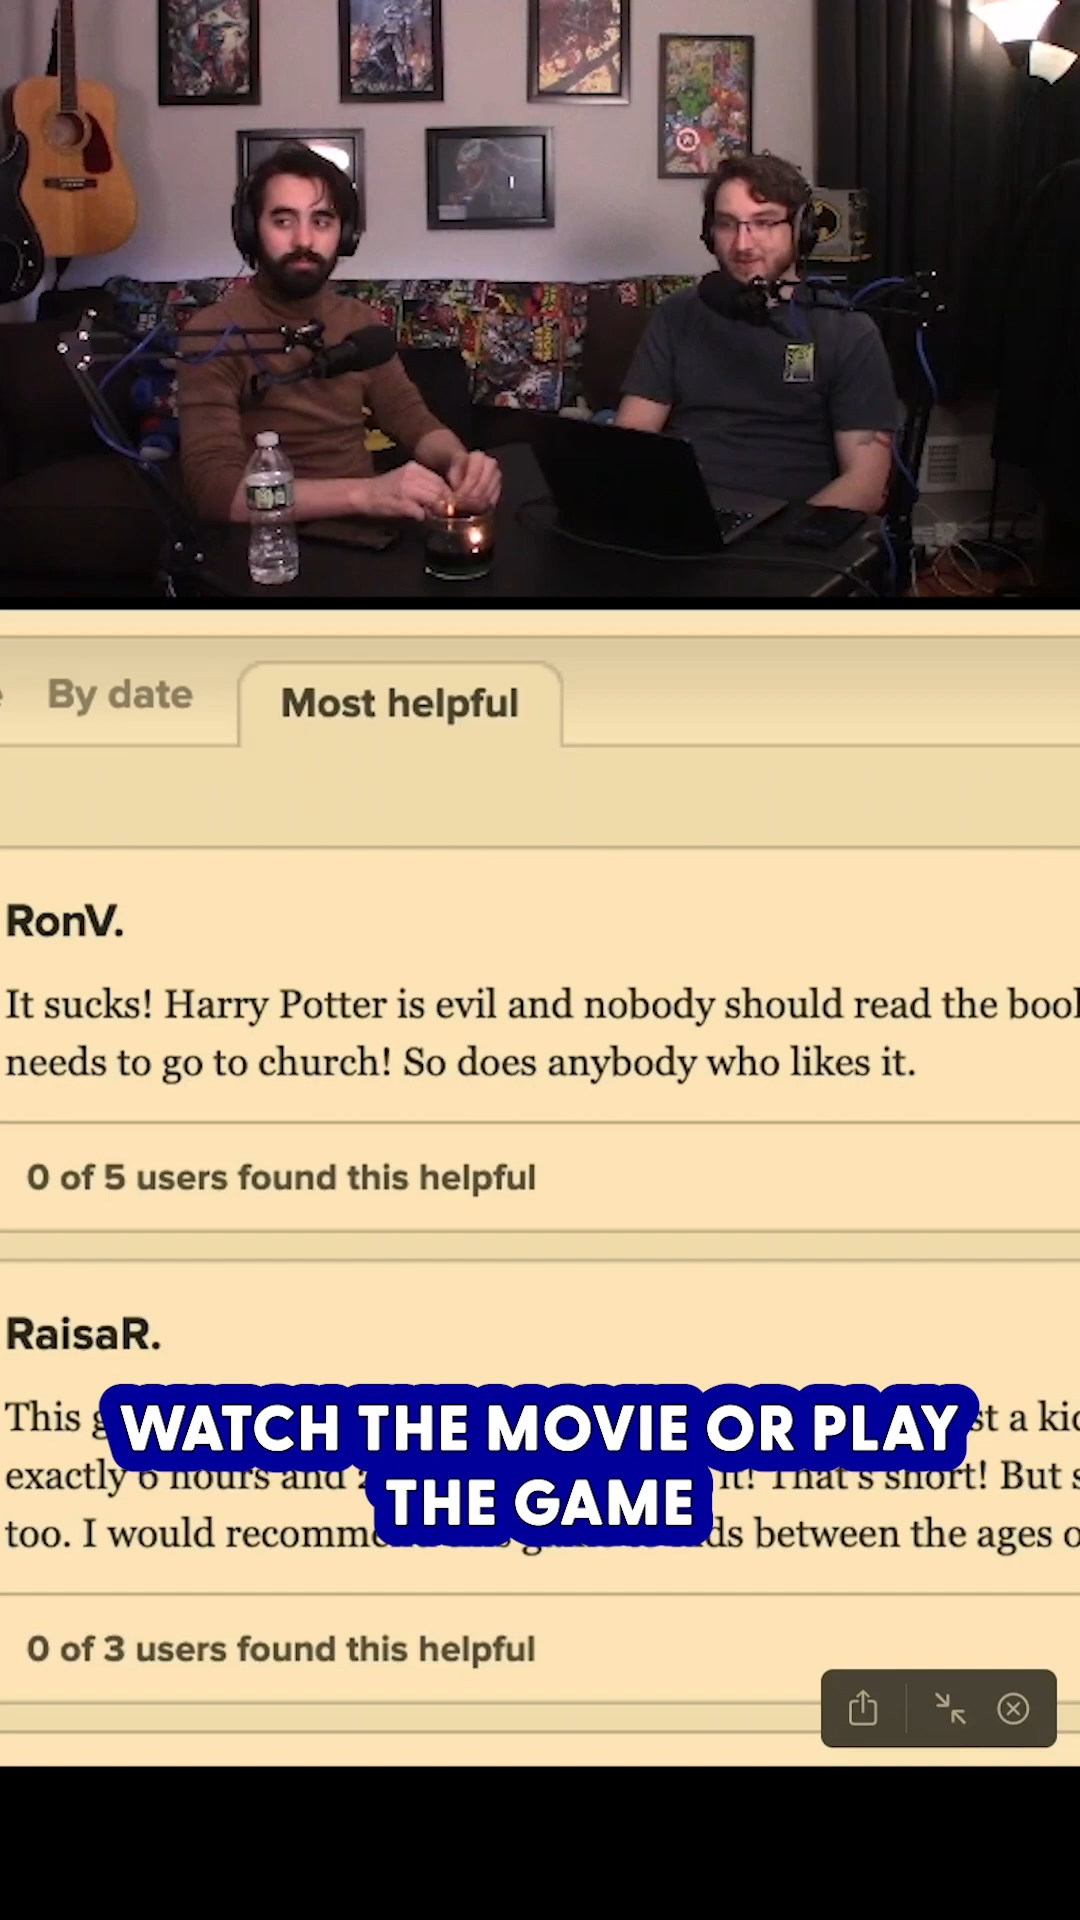 By date
Most helpful
RonV.
It sucks! Harry Potter is evil and nobody should read the
needs to go to church! So does anybody who likes it.
0 of 5 users found this helpful
RaisaR.
This
WATCH THE MOVIE OR PLAY
a
exactly 6 hours and it! That's short! But
THE GAME
too. I would between the ages
0 of 3 users found this helpful